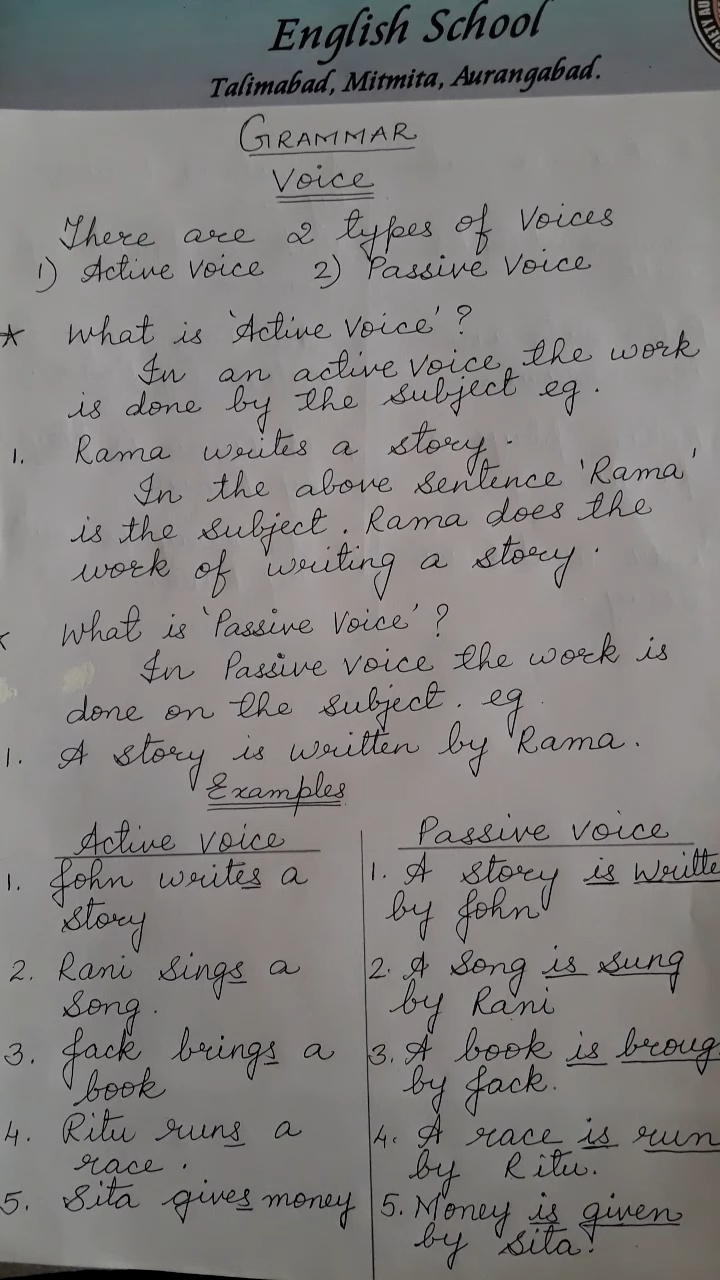 English School
Talimabad, Mitmita, Aurangabad.
GRAMMAR
Voice
There are 2 types of Voices
1) Active Voice 2) Passive Voice
* What is 'Active Voice'?
In an active voice, the work
is done by the subject eg.
1. Rama writes a story.
In the above sentence 'Rama'
is the subject. Rama does the
work of writing a story.
* What is 'Passive Voice'?
In Passive voice the work is
done on the subject. eg
1. A story is written by Rama.
Examples
Active Voice
1. John writes a
story
2. Rani sings a
song.
3. Jack brings a
book
4. Ritu runs a
race.
5. Sita gives money
Passive Voice
1. A story is writte
by John
2. A song is sung
by Rani
3. A book is broug
by Jack.
4. A race is run
by Ritu.
5. Money is given
by Sita.